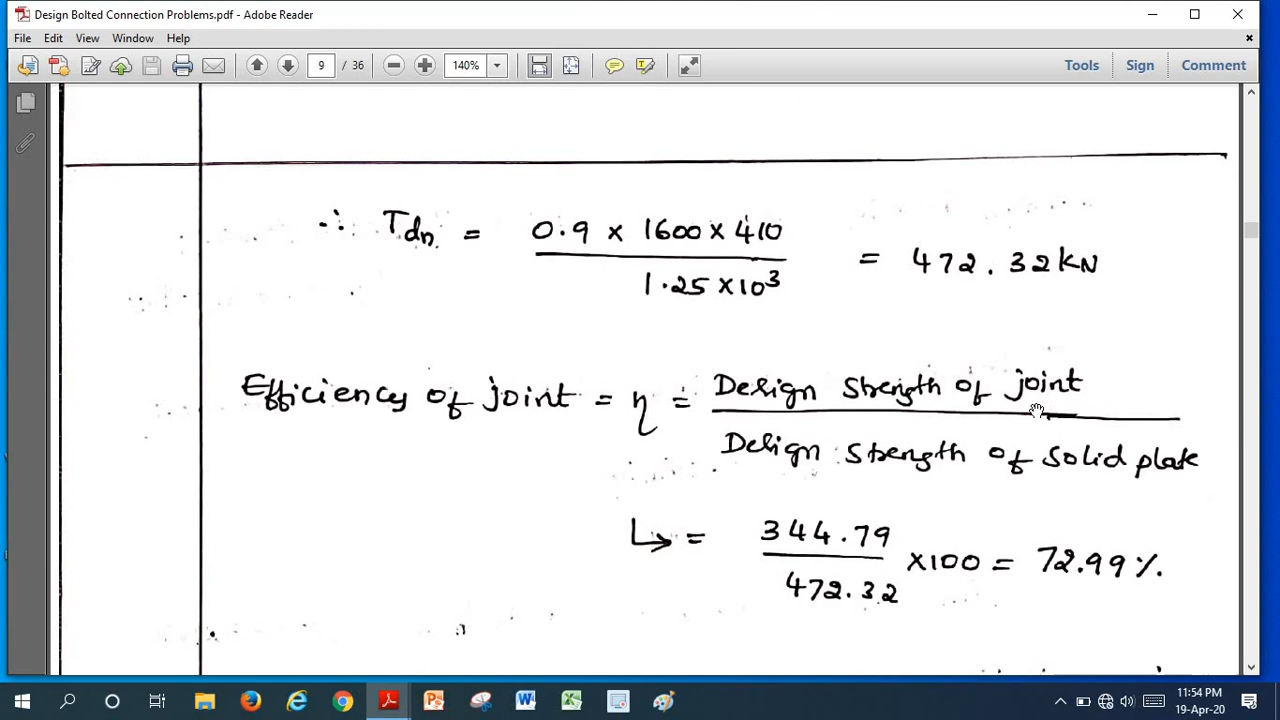 Design Bolted Connection Problems.pdf - Adobe Reader
File Edit View Window Help
9 / 36 140% Tools Sign Comment
∴ Tdn = 0.9 × 1600 × 410 / 1.25 × 10³ = 472.32 kN
Efficiency of joint = η = Design Strength of joint / Design Strength of Solid plate
↳ = 344.79 / 472.32 × 100 = 72.99 %.
11:54 PM
19-Apr-20